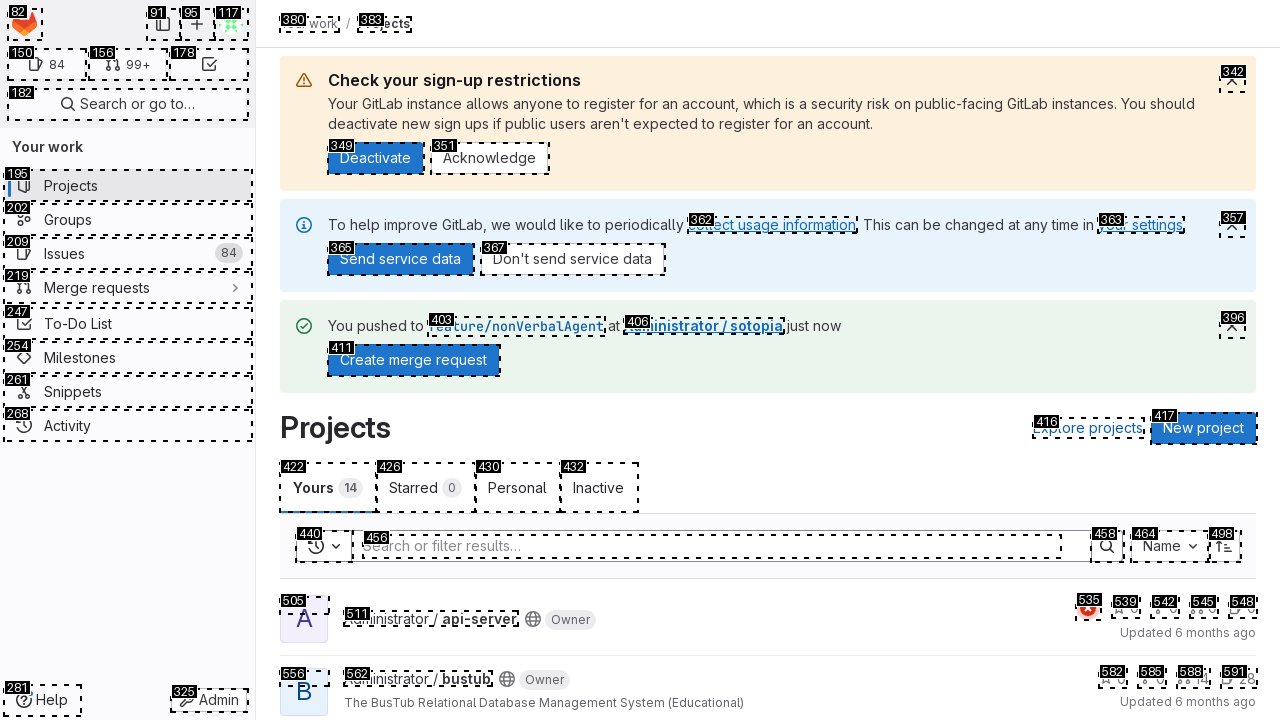 82
91
95
117
150
84
156
99+
178
182
Search or go to…
Your work
195
Projects
202
Groups
209
Issues
84
219
Merge requests
247
To-Do List
254
Milestones
261
Snippets
268
Activity
281
Help
325
Admin
380
383
work / Projects
342
Check your sign-up restrictions
Your GitLab instance allows anyone to register for an account, which is a security risk on public-facing GitLab instances. You should
deactivate new sign ups if public users aren't expected to register for an account.
349
Deactivate
351
Acknowledge
357
To help improve GitLab, we would like to periodically 362 collect usage information. This can be changed at any time in 363 your settings.
365
Send service data
367
Don't send service data
396
You pushed to 403 feature/nonVerbalAgent at 406 Administrator / sotopia just now
411
Create merge request
Projects
416
Explore projects
417
New project
422
Yours 14
426
Starred 0
430
Personal
432
Inactive
440
456
Search or filter results…
458
464
Name
498
505
A
511
Administrator / api-server
Owner
535
539
542
545
548
Updated 6 months ago
556
B
562
Administrator / bustub
Owner
582
585
588
14
591
28
The BusTub Relational Database Management System (Educational)
Updated 6 months ago